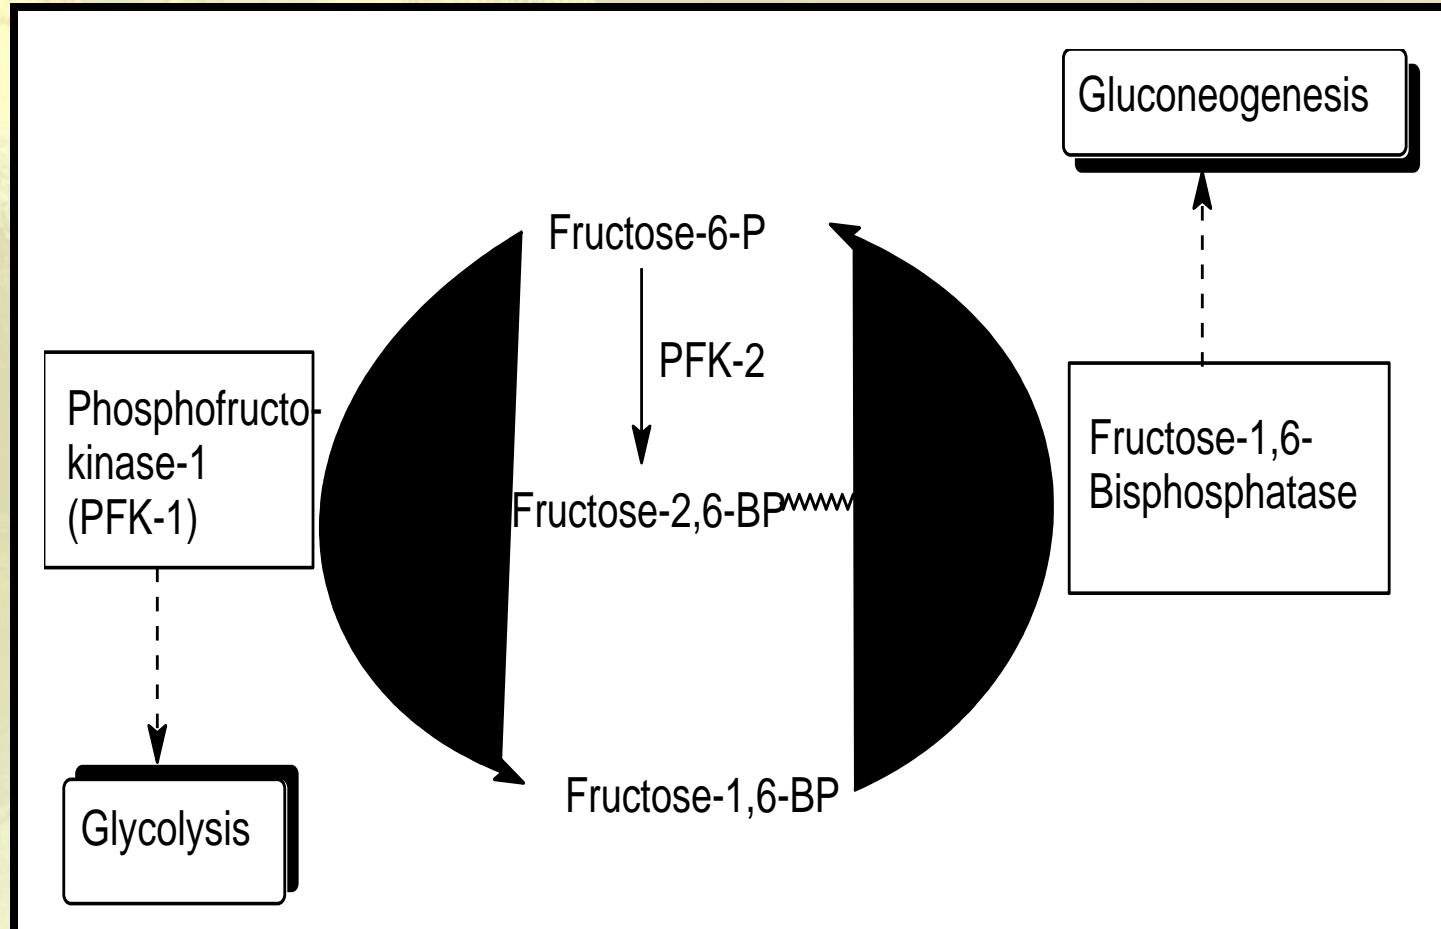 Gluconeogenesis
Fructose-6-P
PFK-2
Phosphofructo-
kinase-1
(PFK-1)
Fructose-1,6-
Bisphosphatase
Fructose-2,6-BP
Fructose-1,6-BP
Glycolysis